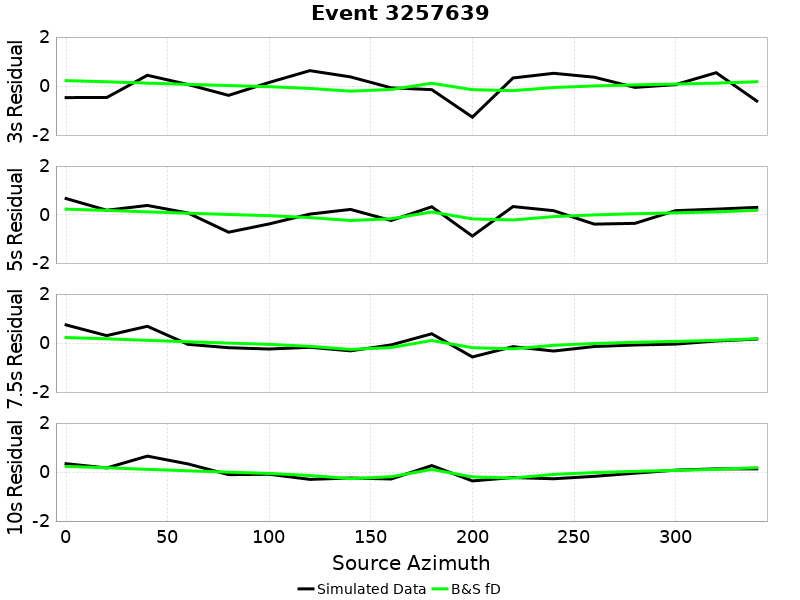 Event 3257639
3s Residual
2
0
-2
5s Residual
2
0
-2
7.5s Residual
2
0
-2
10s Residual
2
0
-2
0 50 100 150 200 250 300
Source Azimuth
Simulated Data B&S fD